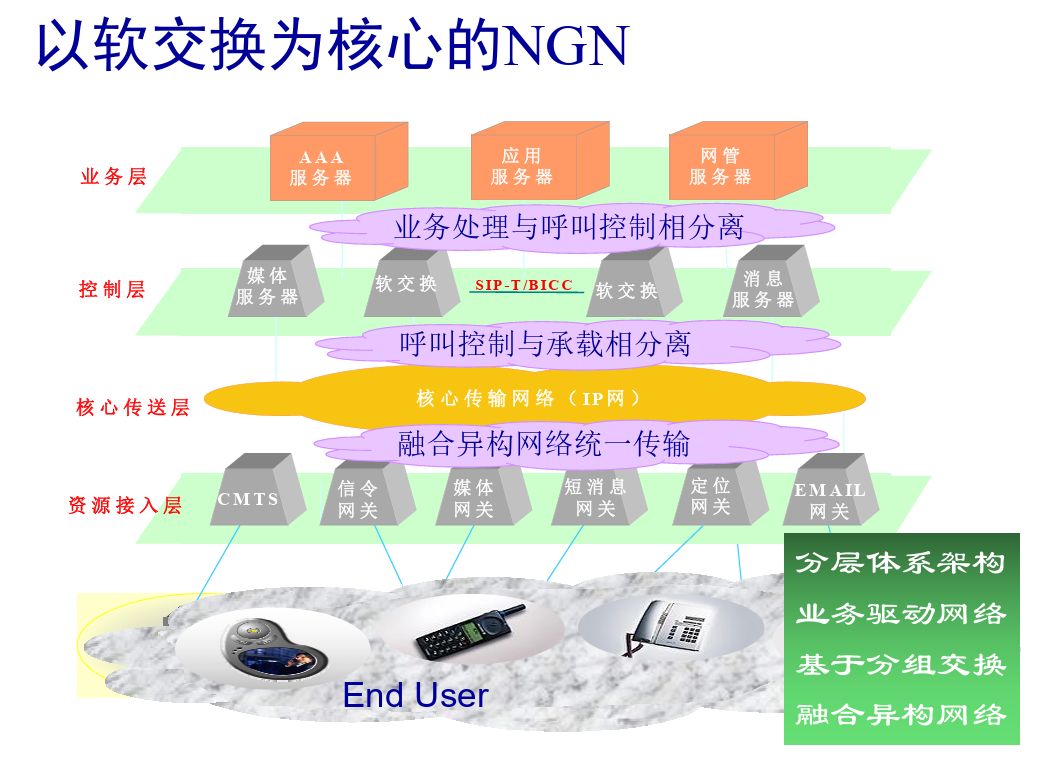 以软交换为核心的NGN
业务层
AAA
服务器
应用
服务器
网管
服务器
业务处理与呼叫控制相分离
控制层
媒体
服务器
软交换
SIP-T/BICC
软交换
消息
服务器
呼叫控制与承载相分离
核心传送层
核心传输网络（IP网）
融合异构网络统一传输
资源接入层
CMTS
信令
网关
媒体
网关
短消息
网关
定位
网关
EMAIL
网关
End User
分层体系架构
业务驱动网络
基于分组交换
融合异构网络